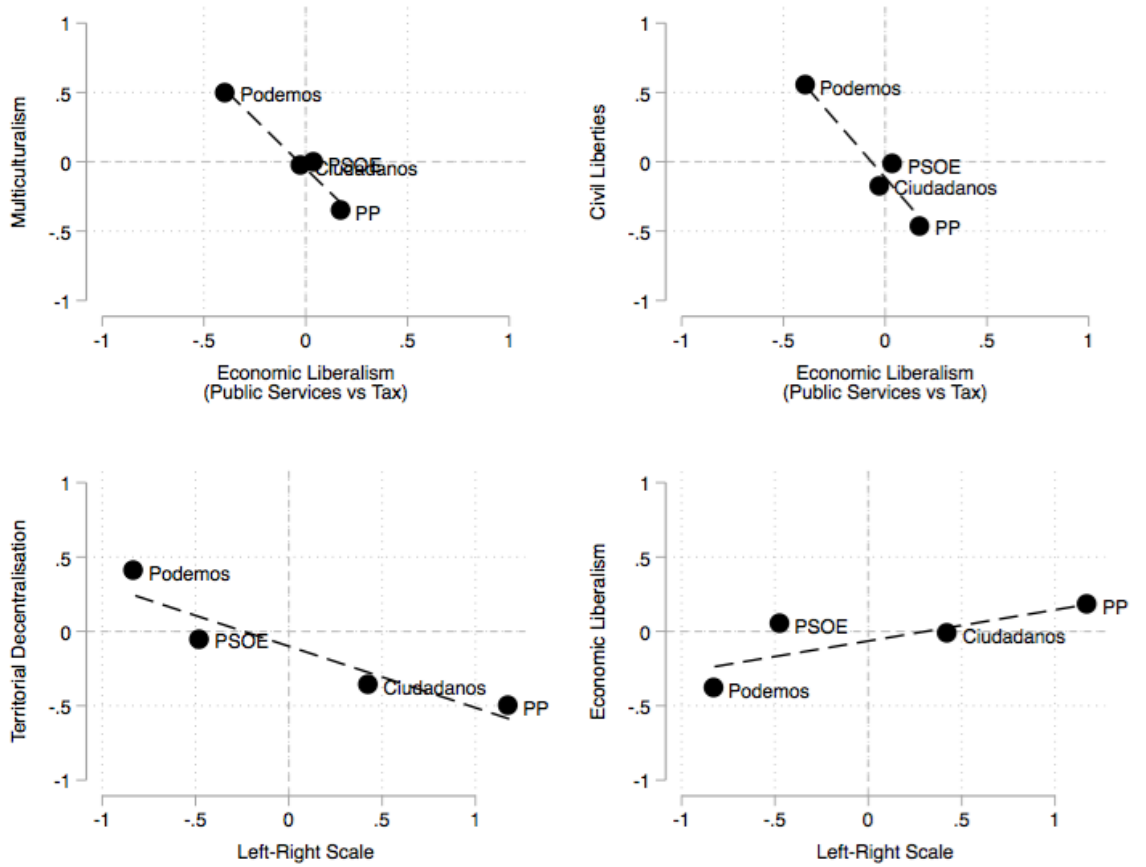 Multiculturalism
1
.5
0
-.5
-1
Podemos
PSOE
Ciudadanos
PP
-1
-.5
0
.5
1
Economic Liberalism
(Public Services vs Tax)
Civil Liberties
1
.5
0
-.5
-1
Podemos
PSOE
Ciudadanos
PP
-1
-.5
0
.5
1
Economic Liberalism
(Public Services vs Tax)
Territorial Decentralisation
1
.5
0
-.5
-1
Podemos
PSOE
Ciudadanos
PP
-1
-.5
0
.5
1
Left-Right Scale
Economic Liberalism
1
.5
0
-.5
-1
PSOE
Podemos
Ciudadanos
PP
-1
-.5
0
.5
1
Left-Right Scale